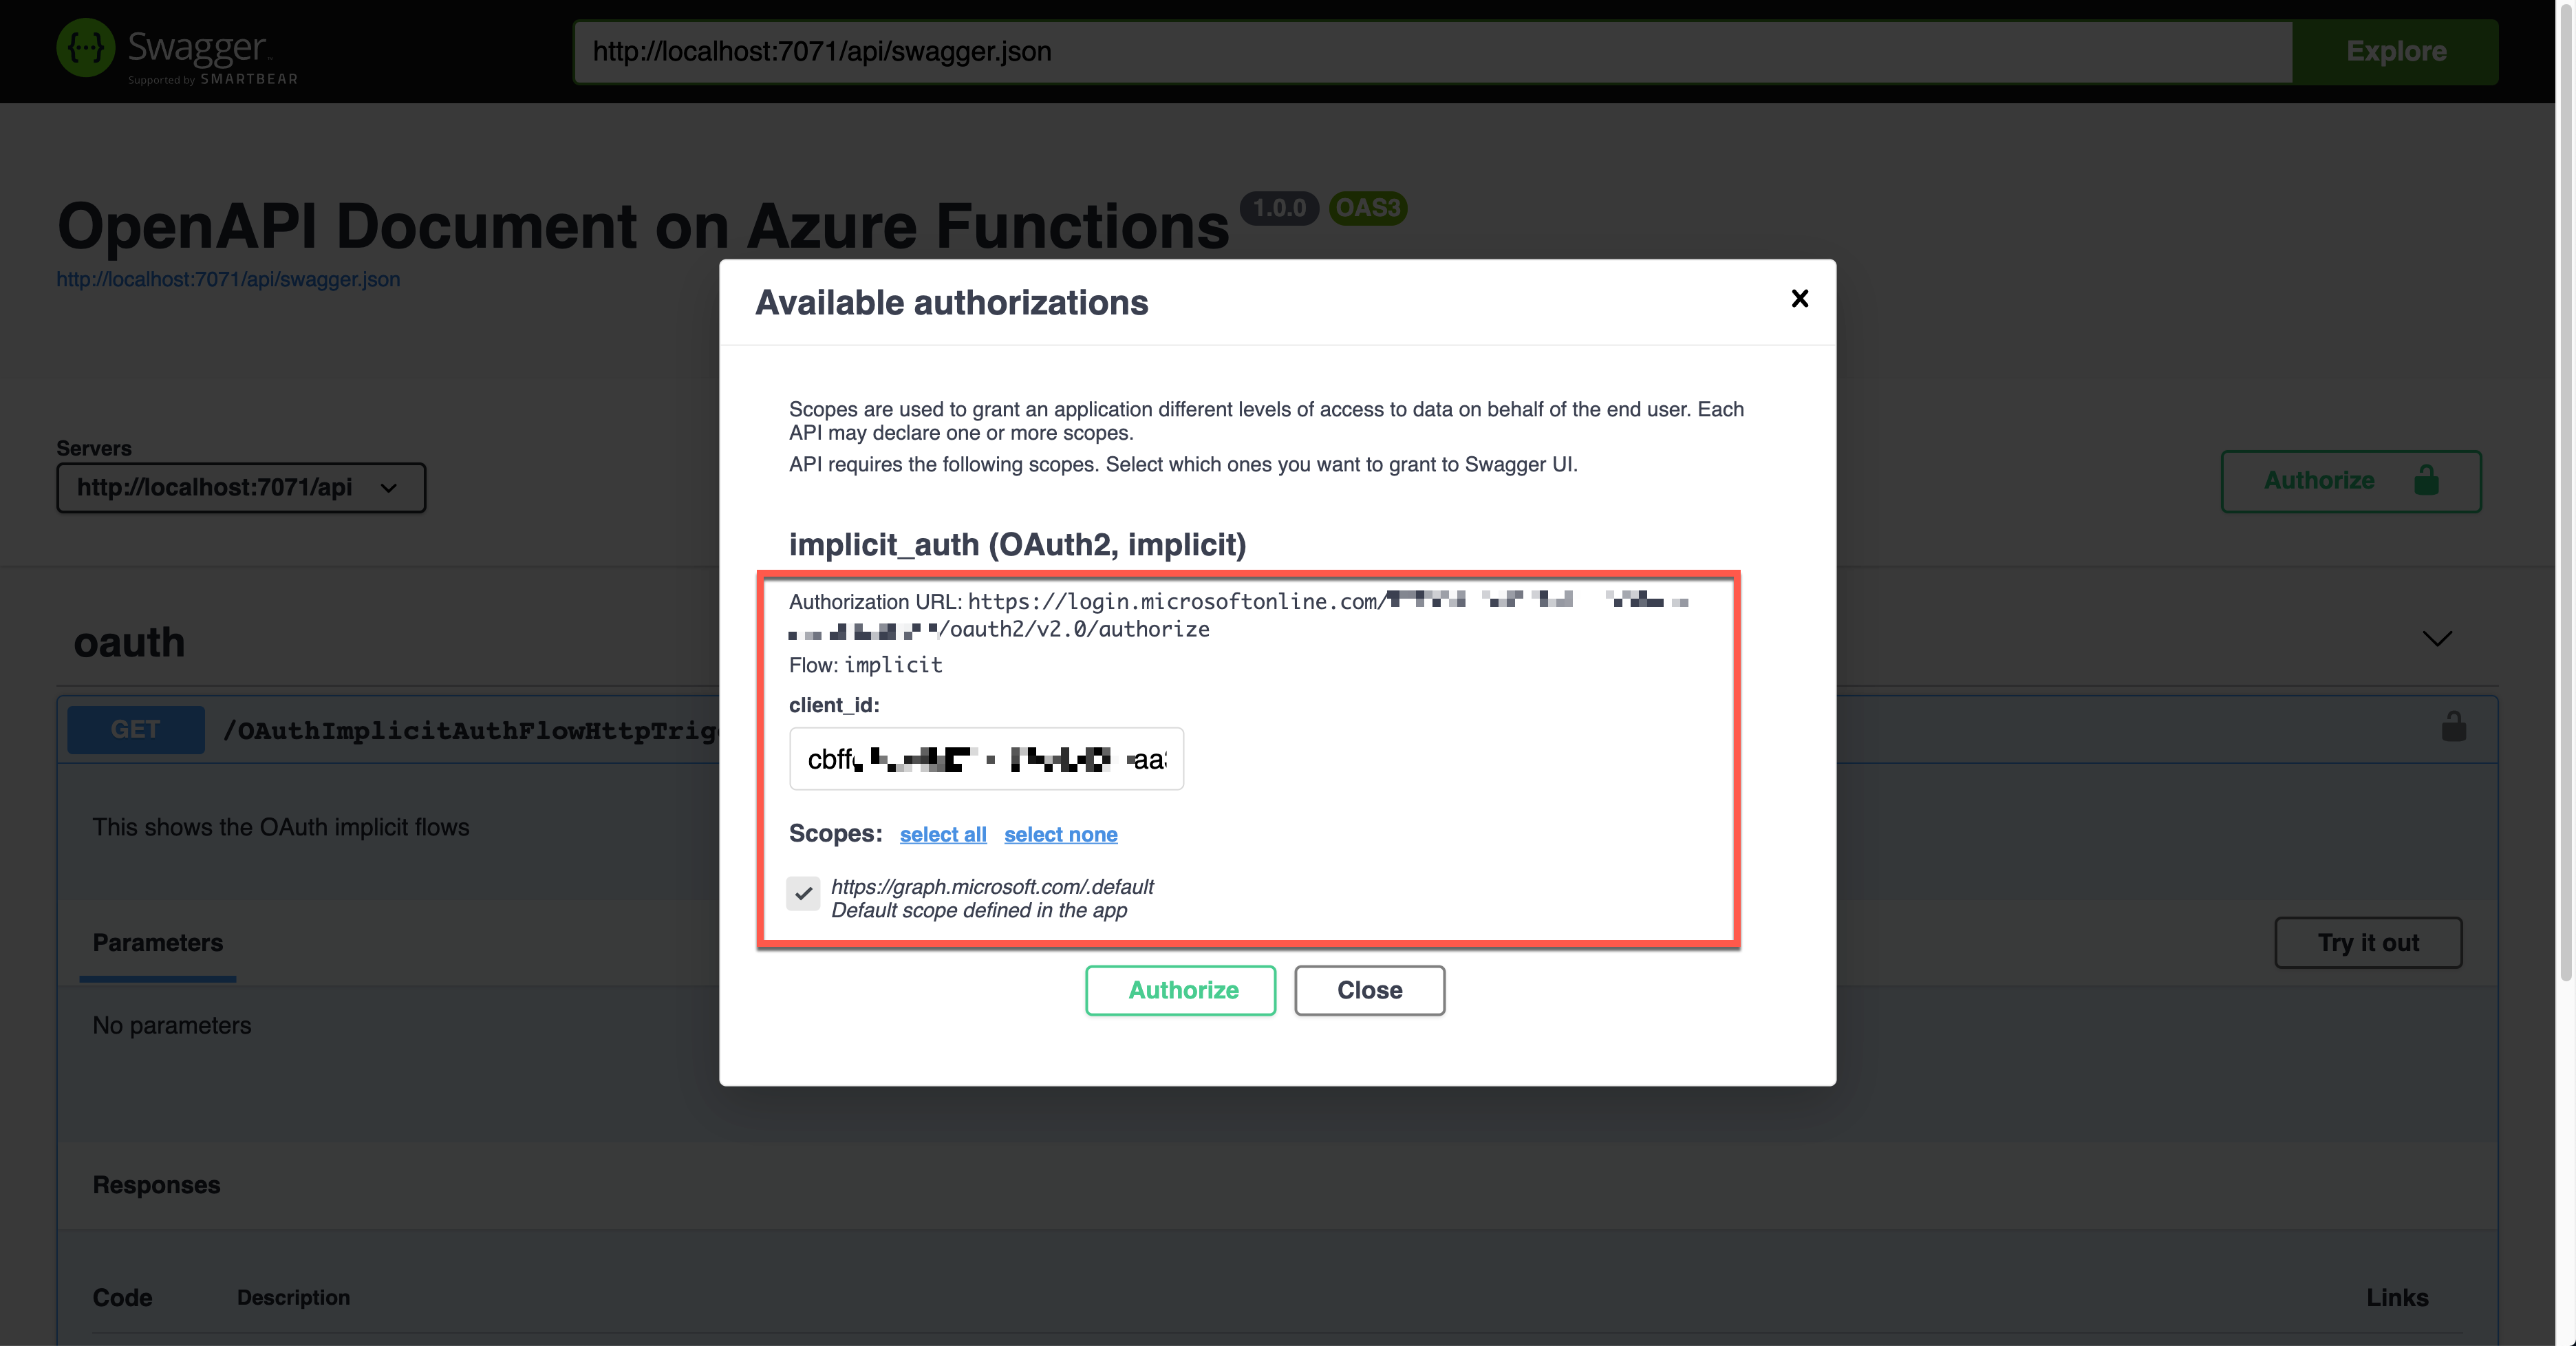 Swagger
Supported by SMARTBEAR
http://localhost:7071/api/swagger.json
Explore
OpenAPI Document on Azure Functions
1.0.0
OAS3
http://localhost:7071/api/swagger.json
Available authorizations
Scopes are used to grant an application different levels of access to data on behalf of the end user. Each
API may declare one or more scopes.
API requires the following scopes. Select which ones you want to grant to Swagger UI.
Servers
http://localhost:7071/api
Authorize
implicit_auth (OAuth2, implicit)
Authorization URL: https://login.microsoftonline.com/
/oauth2/v2.0/authorize
Flow: implicit
oauth
client_id:
GET /OAuthImplicitAuthFlowHttpTrig
cbff
Scopes: select all select none
This shows the OAuth implicit flows
https://graph.microsoft.com/.default
Default scope defined in the app
Parameters
Try it out
Authorize
Close
No parameters
Responses
Code
Description
Links